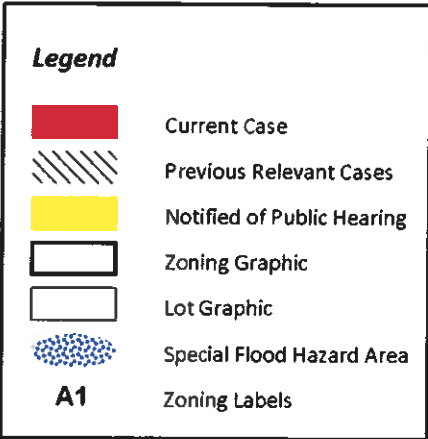 Legend
Current Case
Previous Relevant Cases
Notified of Public Hearing
Zoning Graphic
Lot Graphic
Special Flood Hazard Area
A1 Zoning Labels